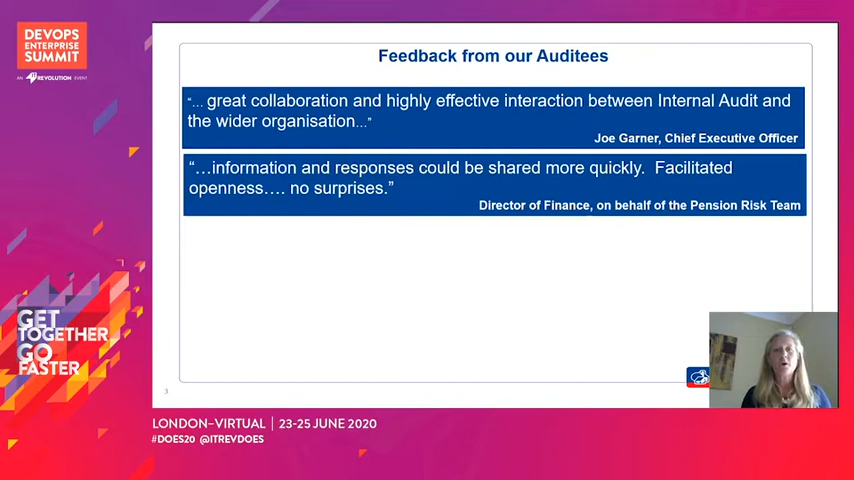 DEVOPS
ENTERPRISE
SUMMIT
AN IT REVOLUTION EVENT
Feedback from our Auditees
"... great collaboration and highly effective interaction between Internal Audit and
the wider organisation..."
Joe Garner, Chief Executive Officer
"...information and responses could be shared more quickly. Facilitated
openness.... no surprises."
Director of Finance, on behalf of the Pension Risk Team
GET
TOGETHER
GO
FASTER
3
LONDON–VIRTUAL | 23-25 JUNE 2020
#DOES20 @ITREVDOES